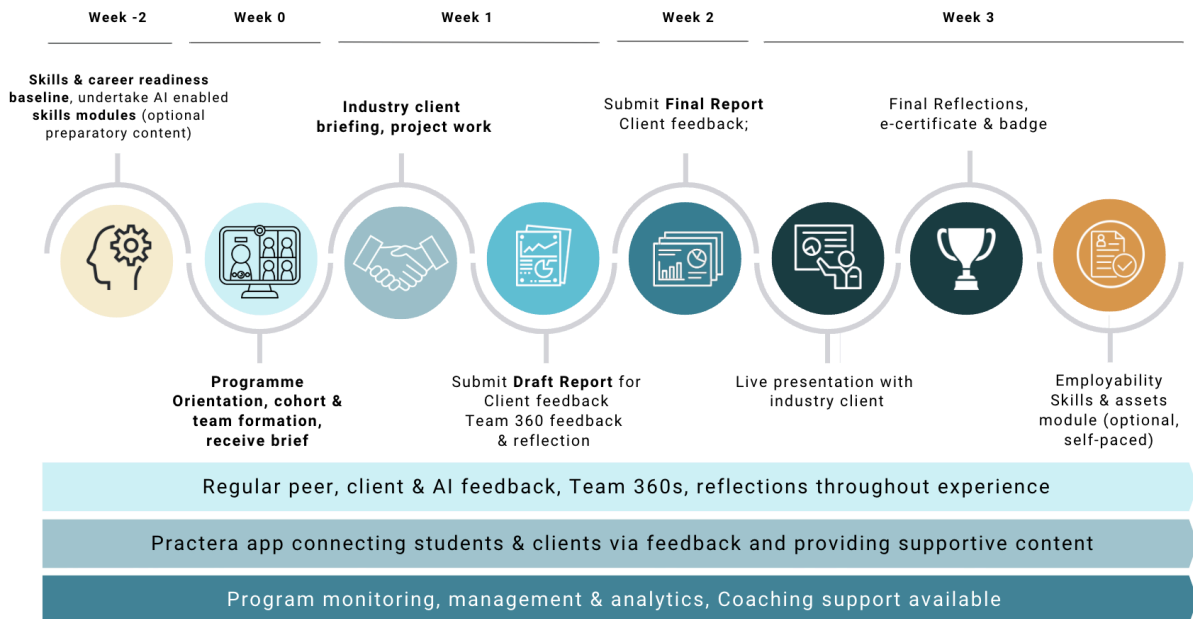 Week -2
Week 0
Week 1
Week 2
Week 3
Skills & career readiness
baseline, undertake AI enabled
skills modules (optional
preparatory content)
Industry client
briefing, project work
Submit Final Report
Client feedback;
Final Reflections,
e-certificate & badge
Programme
Orientation, cohort &
team formation,
receive brief
Submit Draft Report for
Client feedback
Team 360 feedback
& reflection
Live presentation with
industry client
Employability
Skills & assets
module (optional,
self-paced)
Regular peer, client & AI feedback, Team 360s, reflections throughout experience
Practera app connecting students & clients via feedback and providing supportive content
Program monitoring, management & analytics, Coaching support available